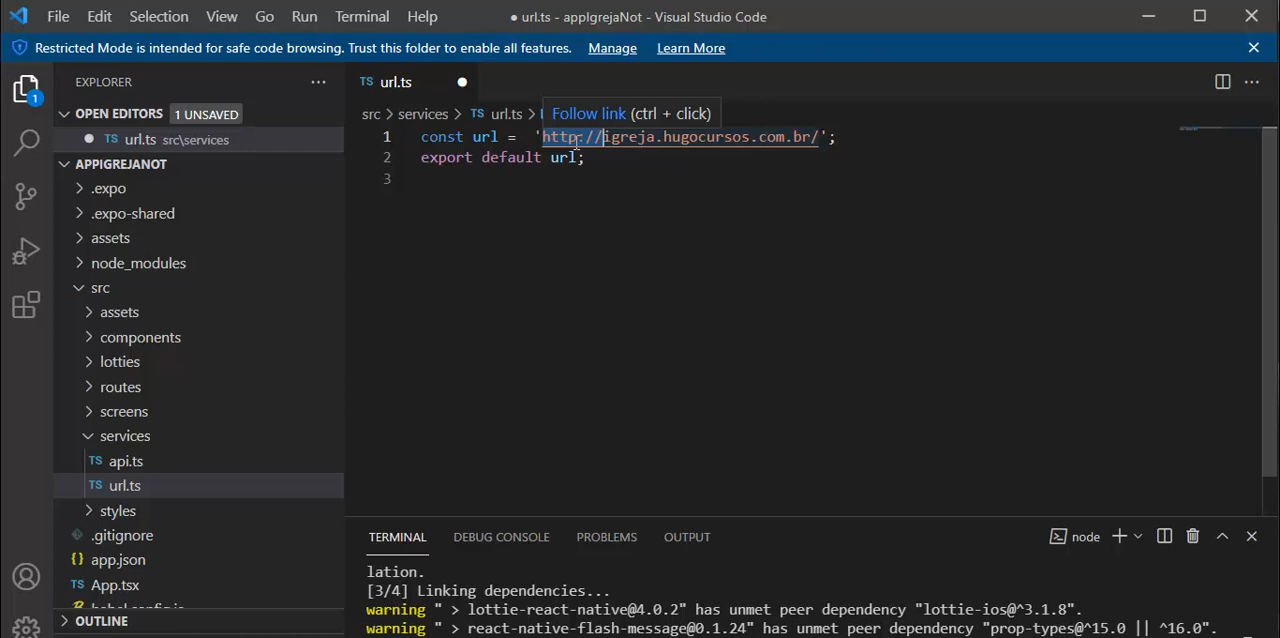 File Edit Selection View Go Run Terminal Help ● url.ts - appIgrejaNot - Visual Studio Code
Restricted Mode is intended for safe code browsing. Trust this folder to enable all features. Manage Learn More
EXPLORER
TS url.ts
1
OPEN EDITORS 1 UNSAVED
TS url.ts src\services
src > services > TS url.ts >
Follow link (ctrl + click)
1 const url = 'http://igreja.hugocursos.com.br/';
2 export default url;
3
APPIGREJANOT
.expo
.expo-shared
assets
node_modules
src
assets
components
lotties
routes
screens
services
TS api.ts
TS url.ts
styles
.gitignore
{} app.json
TS App.tsx
babel.config.js
OUTLINE
TERMINAL DEBUG CONSOLE PROBLEMS OUTPUT node
lation.
[3/4] Linking dependencies...
warning " > lottie-react-native@4.0.2" has unmet peer dependency "lottie-ios@^3.1.8".
warning " > react-native-flash-message@0.1.24" has unmet peer dependency "prop-types@^15.0 || ^16.0".